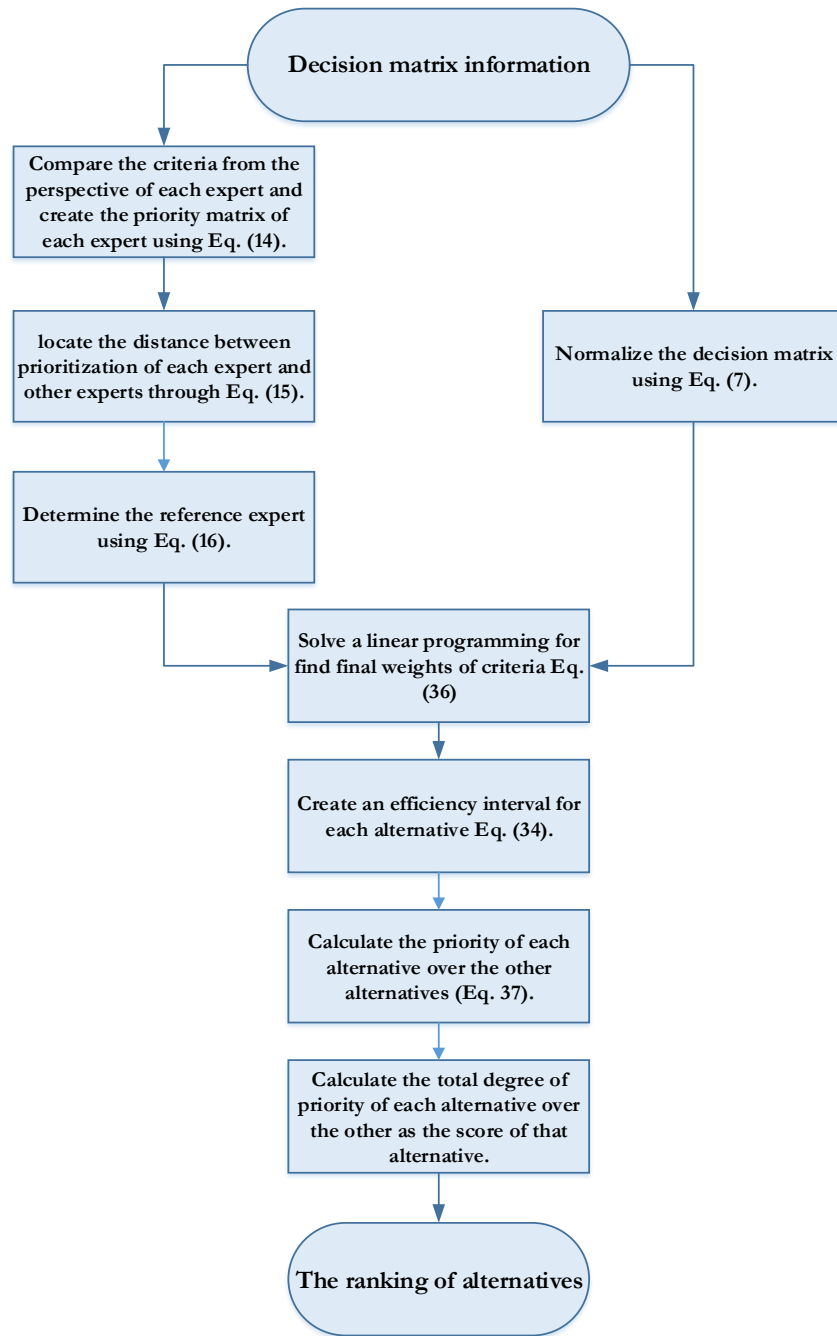 Decision matrix information
Compare the criteria from the
perspective of each expert and
create the priority matrix of
each expert using Eq. (14).
locate the distance between
prioritization of each expert and
other experts through Eq. (15).
Normalize the decision matrix
using Eq. (7).
Determine the reference expert
using Eq. (16).
Solve a linear programming for
find final weights of criteria Eq.
(36)
Create an efficiency interval for
each alternative Eq. (34).
Calculate the priority of each
alternative over the other
alternatives (Eq. 37).
Calculate the total degree of
priority of each alternative over
the other as the score of that
alternative.
The ranking of alternatives